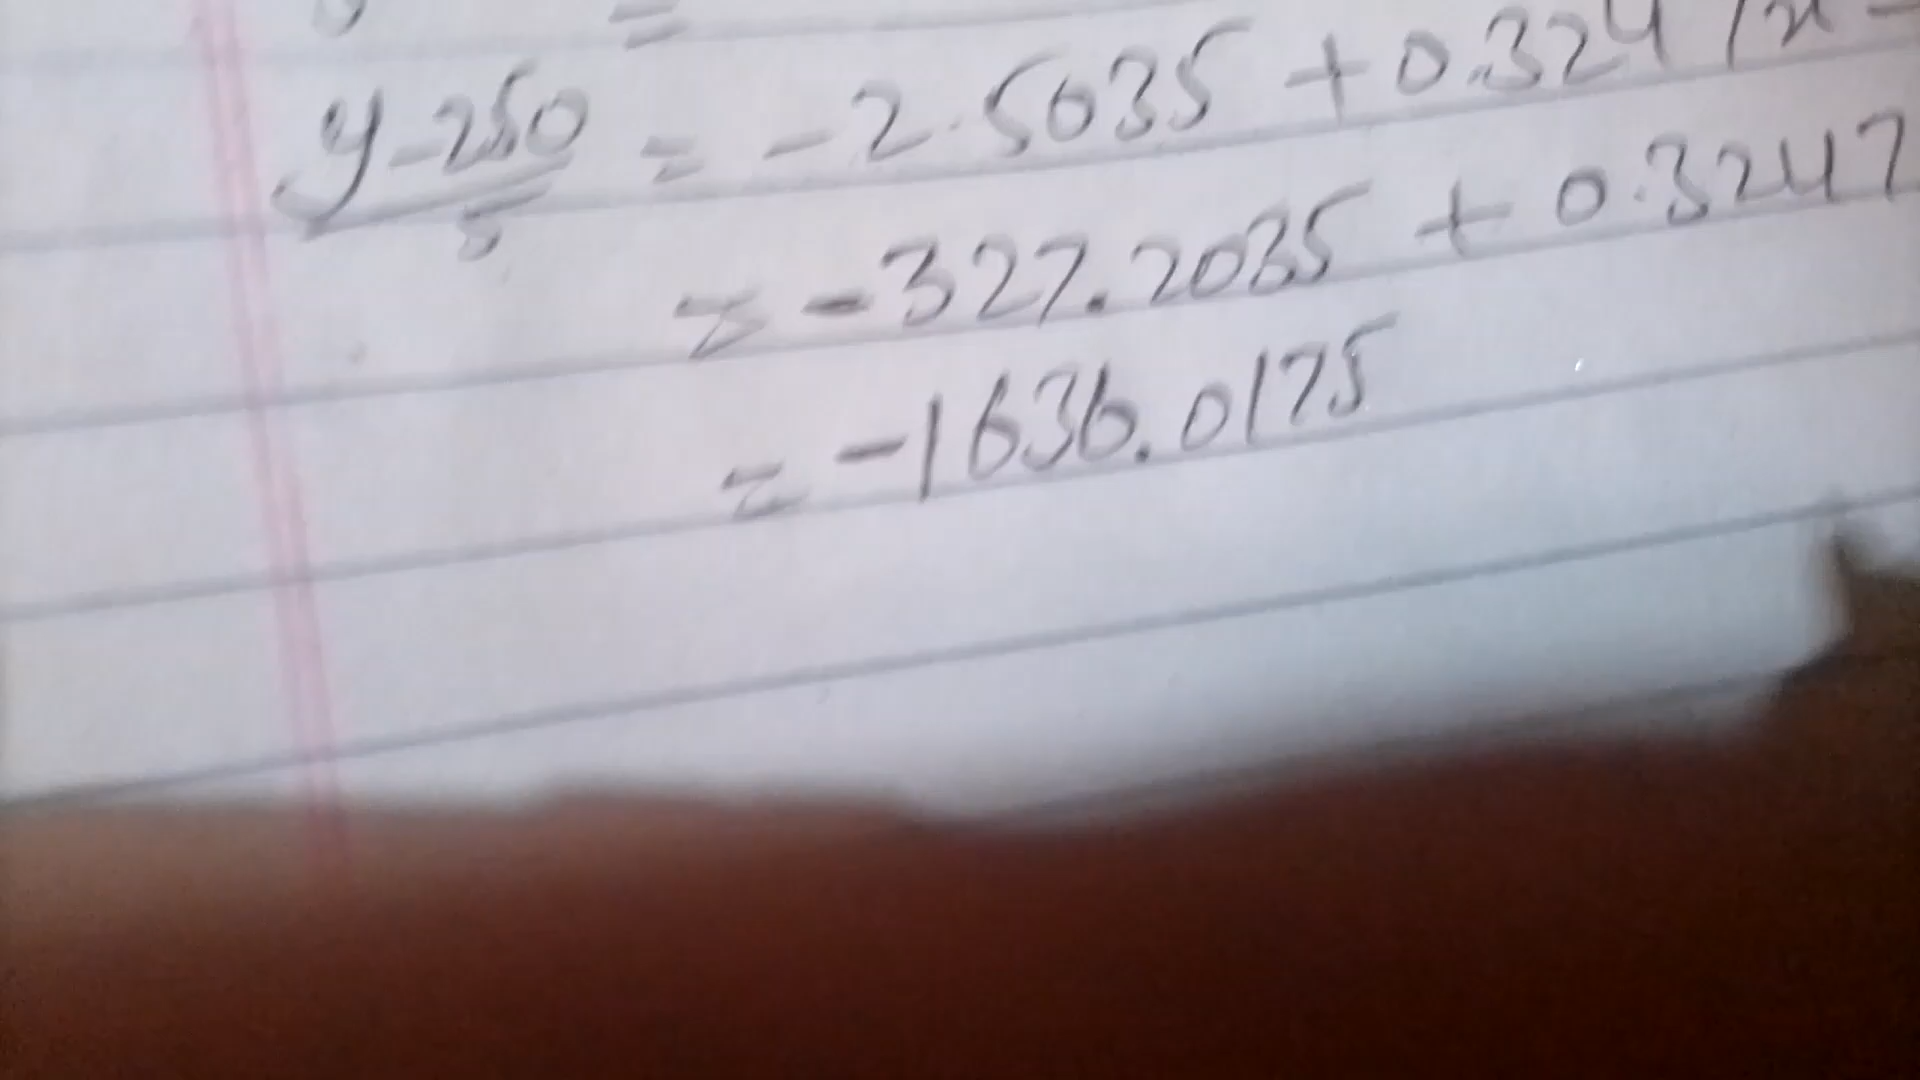 y-250 / 5 = -2.5035 + 0.324 (x -
= -327.2035 + 0.3247
= -1636.0175